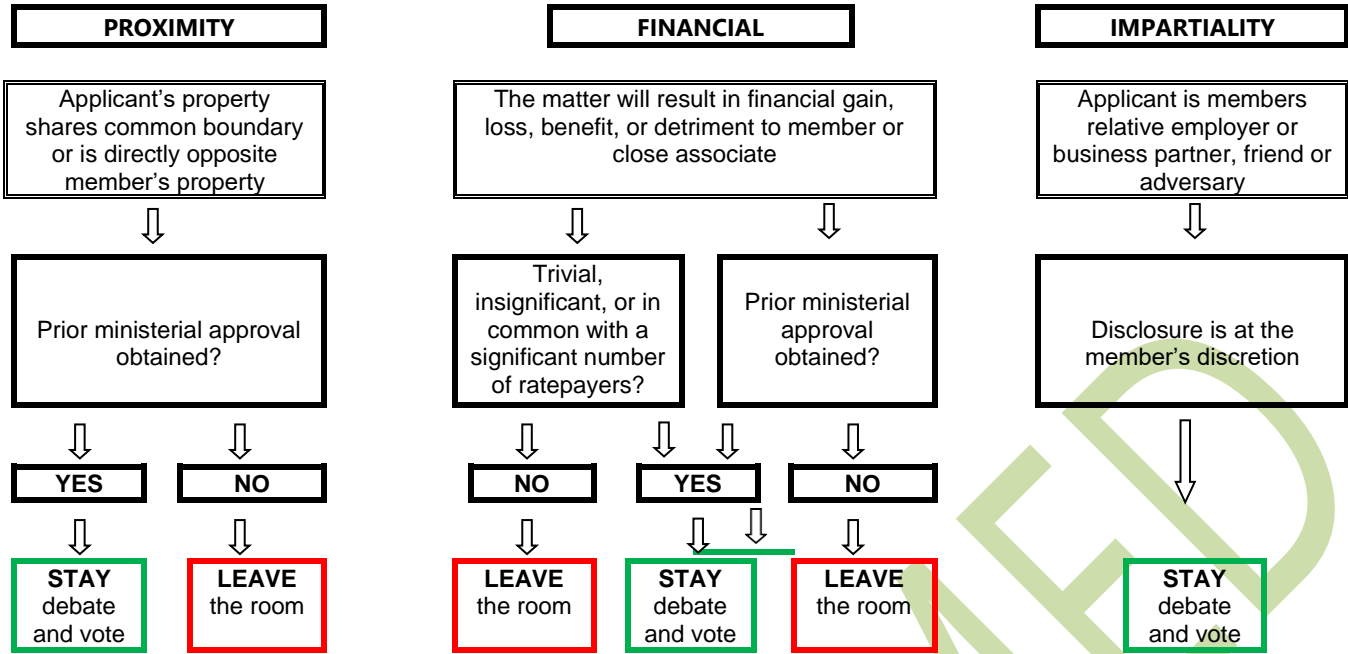 PROXIMITY
FINANCIAL
IMPARTIALITY
Applicant’s property
shares common boundary
or is directly opposite
member’s property
The matter will result in financial gain,
loss, benefit, or detriment to member or
close associate
Applicant is members
relative employer or
business partner, friend or
adversary
Prior ministerial approval
obtained?
Trivial,
insignificant, or in
common with a
significant number
of ratepayers?
Prior ministerial
approval
obtained?
Disclosure is at the
member’s discretion
YES
NO
NO
YES
NO
STAY
debate
and vote
LEAVE
the room
LEAVE
the room
STAY
debate
and vote
LEAVE
the room
STAY
debate
and vote